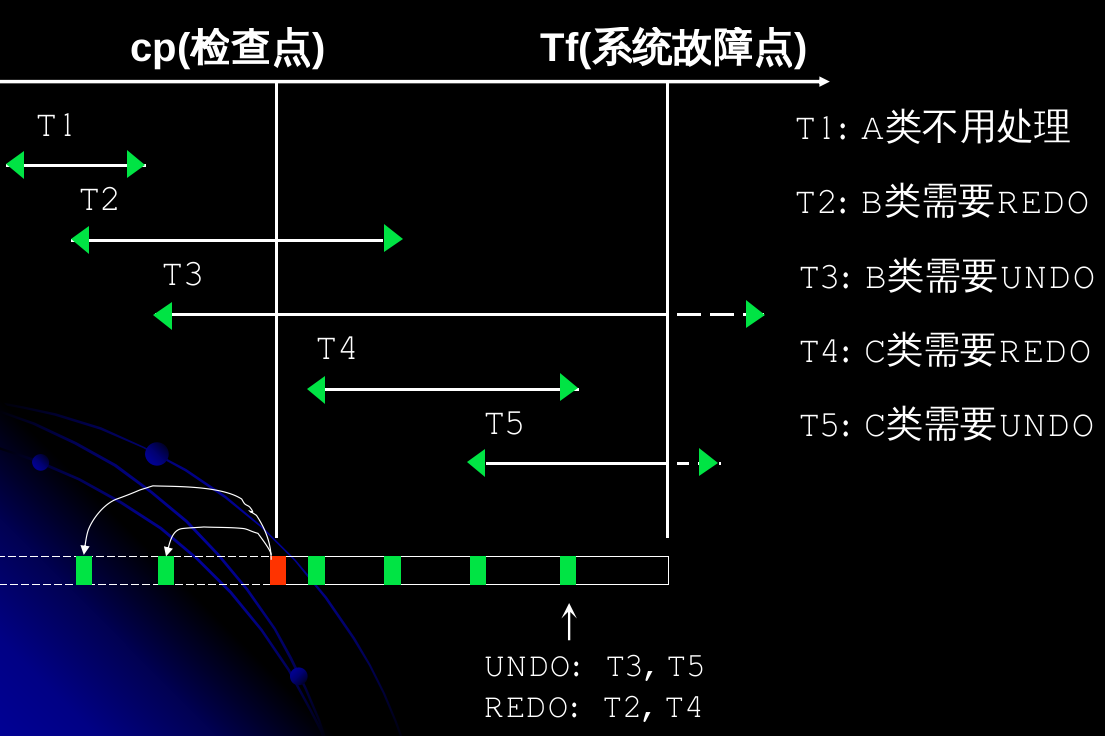 cp(检查点)
Tf(系统故障点)
T1
T1: A类不用处理
T2
T2: B类需要REDO
T3
T3: B类需要UNDO
T4
T4: C类需要REDO
T5
T5: C类需要UNDO
UNDO: T3, T5
REDO: T2, T4